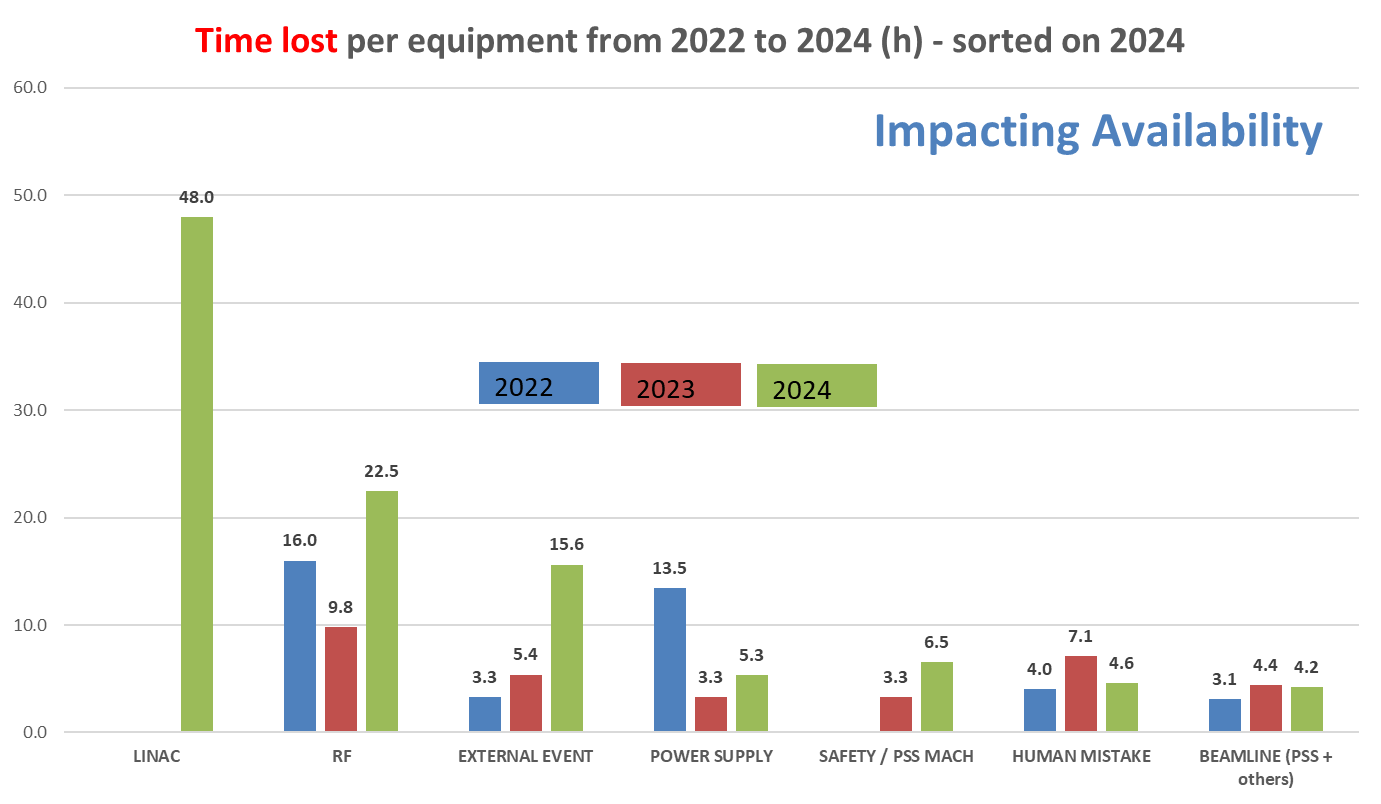 Time lost per equipment from 2022 to 2024 (h) - sorted on 2024
60.0
Impacting Availability
50.0
48.0
40.0
2022
2023
2024
30.0
22.5
20.0
16.0
15.6
13.5
9.8
10.0
7.1
6.5
5.4
5.3
3.3
3.3
3.3
4.0
4.6
3.1
4.4
4.2
0.0
LINAC
RF
EXTERNAL EVENT
POWER SUPPLY
SAFETY / PSS MACH
HUMAN MISTAKE
BEAMLINE (PSS +
others)